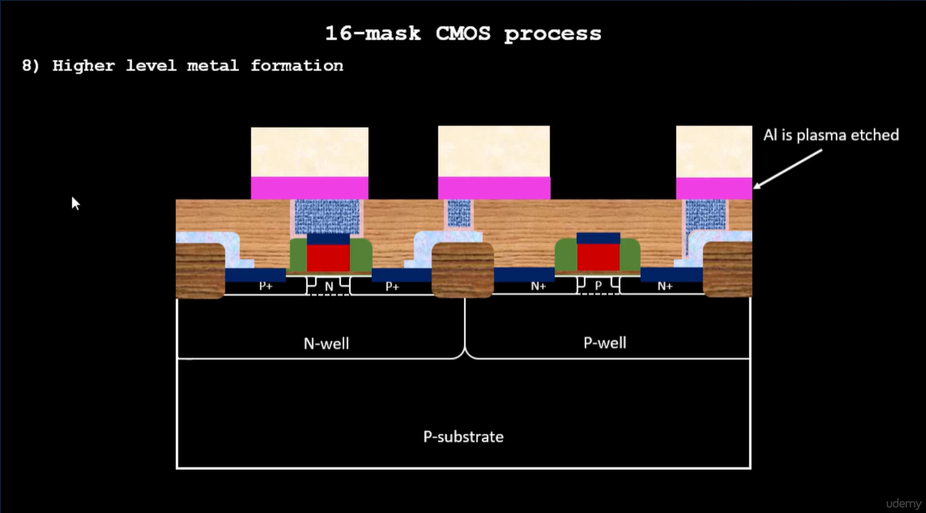 16-mask CMOS process
8) Higher level metal formation
Al is plasma etched
P+ N P+ N+ P N+
N-well P-well
P-substrate
udemy